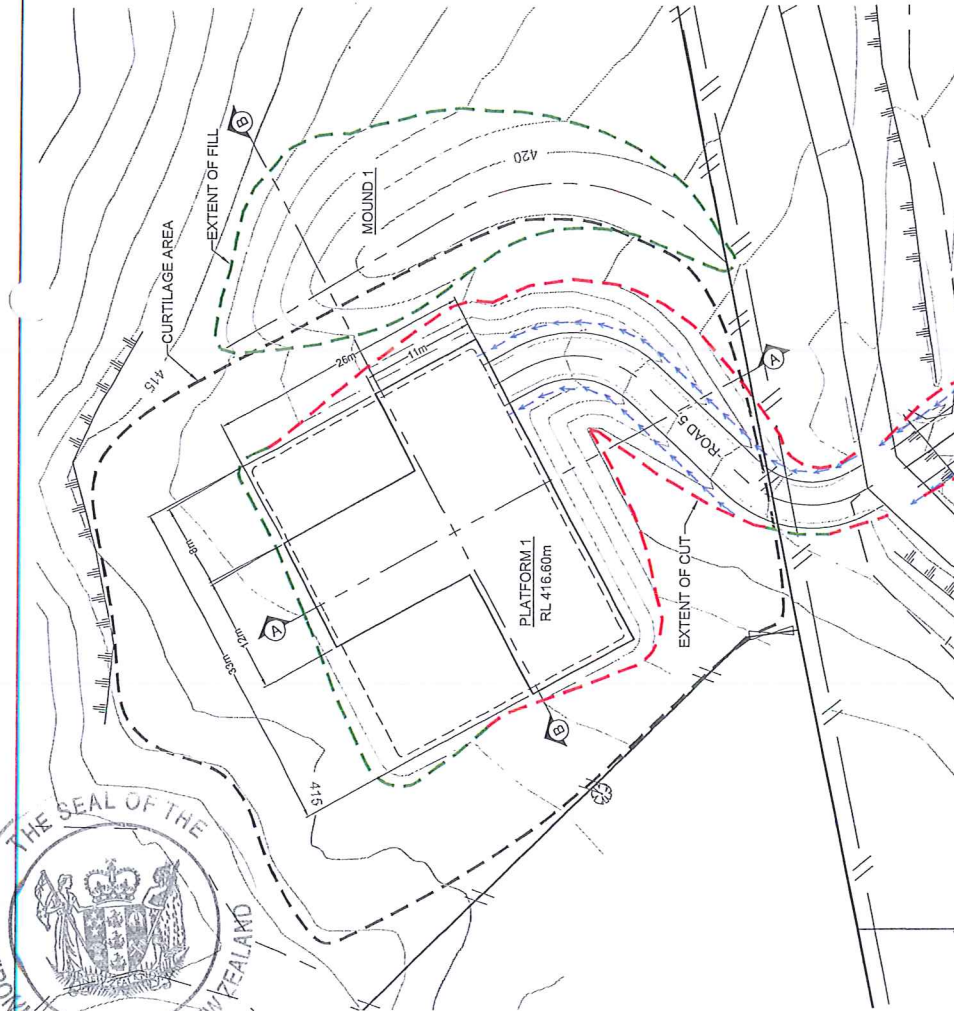 B
EXTENT OF FILL
CURTILAGE AREA
MOUND 1
420
415
26m
11m
8m
12m
33m
A
ROAD 5
A
PLATFORM 1
RL 416.60m
EXTENT OF CUT
B
415
THE SEAL OF THE
ZEALAND